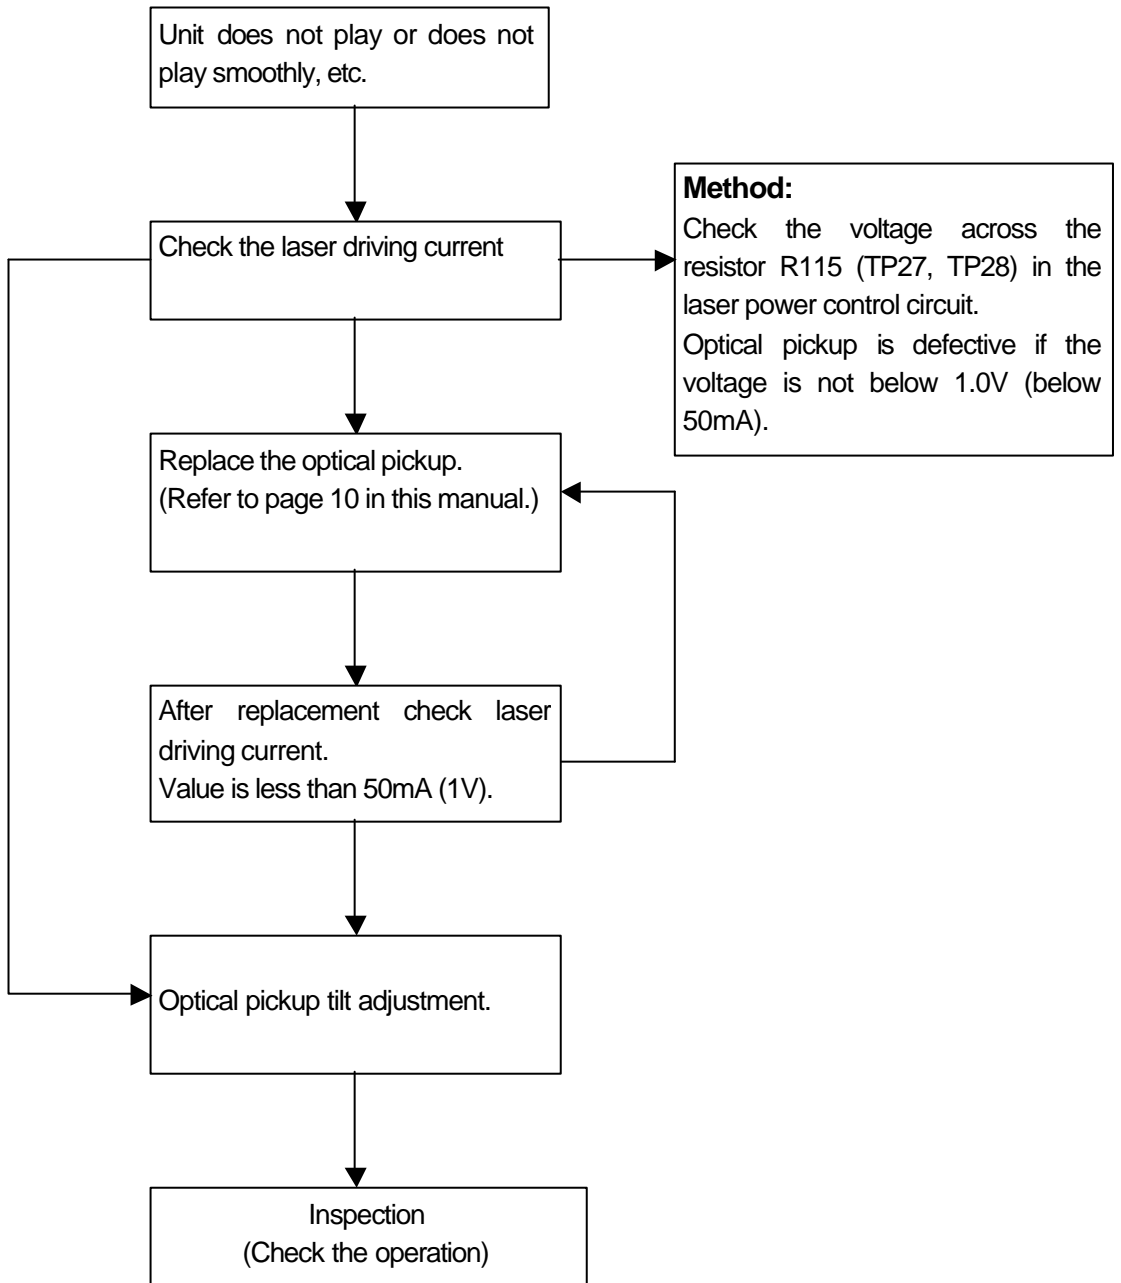 Unit does not play or does not
play smoothly, etc.
Method:
Check the voltage across the
resistor R115 (TP27, TP28) in the
laser power control circuit.
Optical pickup is defective if the
voltage is not below 1.0V (below
50mA).
Check the laser driving current
Replace the optical pickup.
(Refer to page 10 in this manual.)
After replacement check laser
driving current.
Value is less than 50mA (1V).
Optical pickup tilt adjustment.
Inspection
(Check the operation)